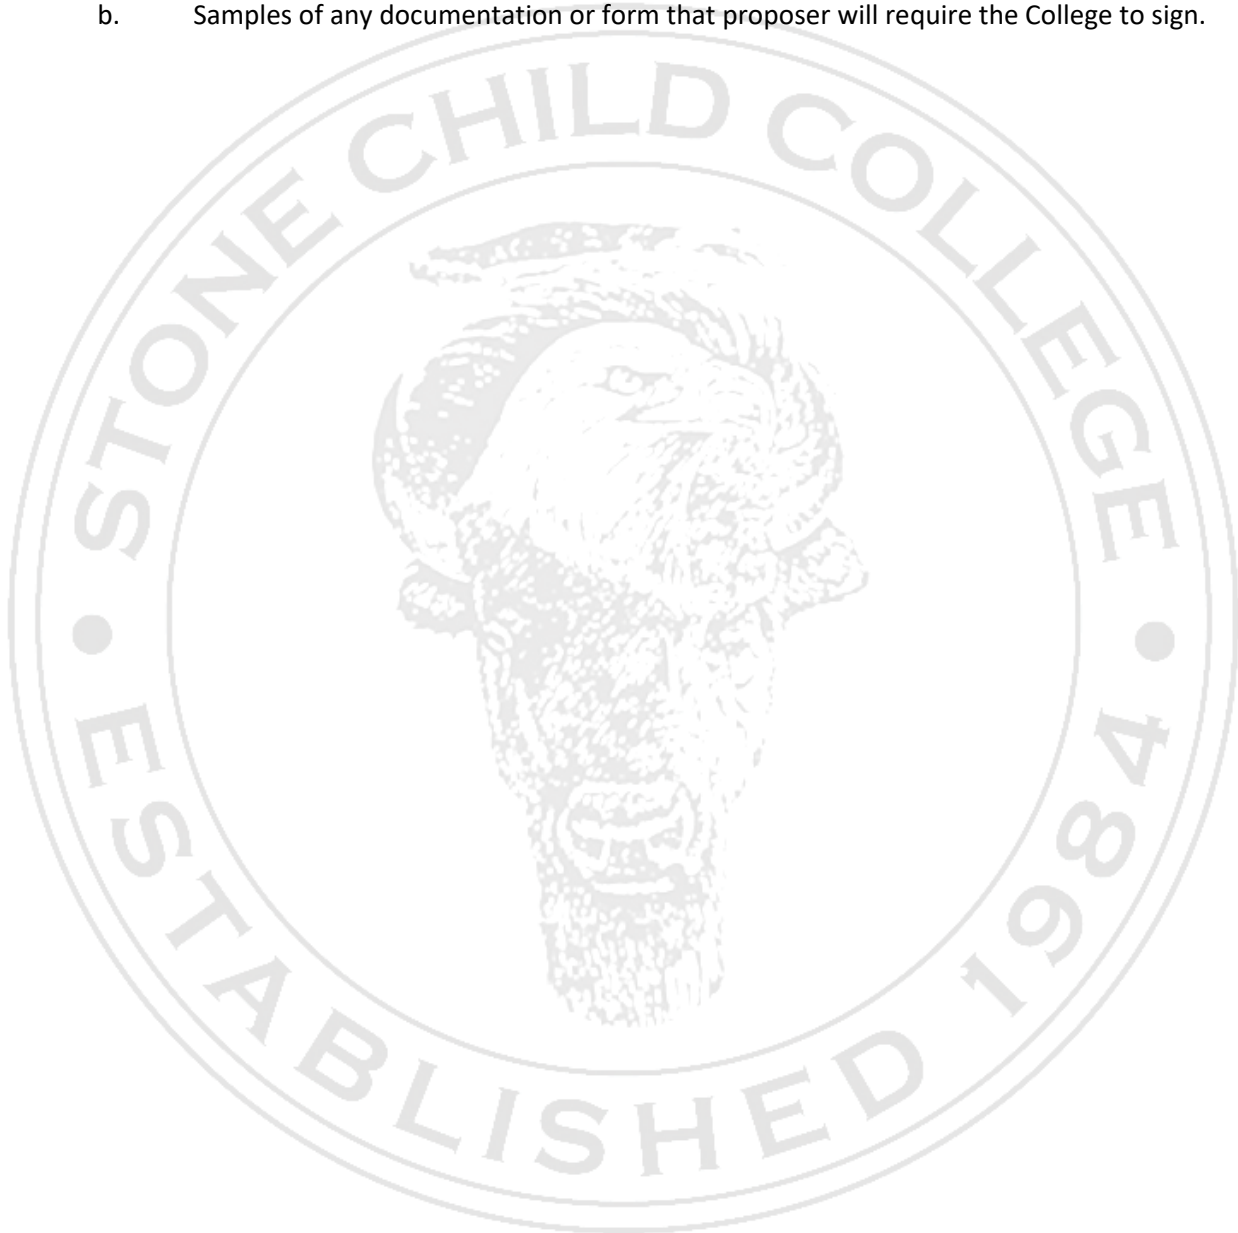 b. Samples of any documentation or form that proposer will require the College to sign.
STONE CHILD COLLEGE
• ESTABLISHED 1984 •